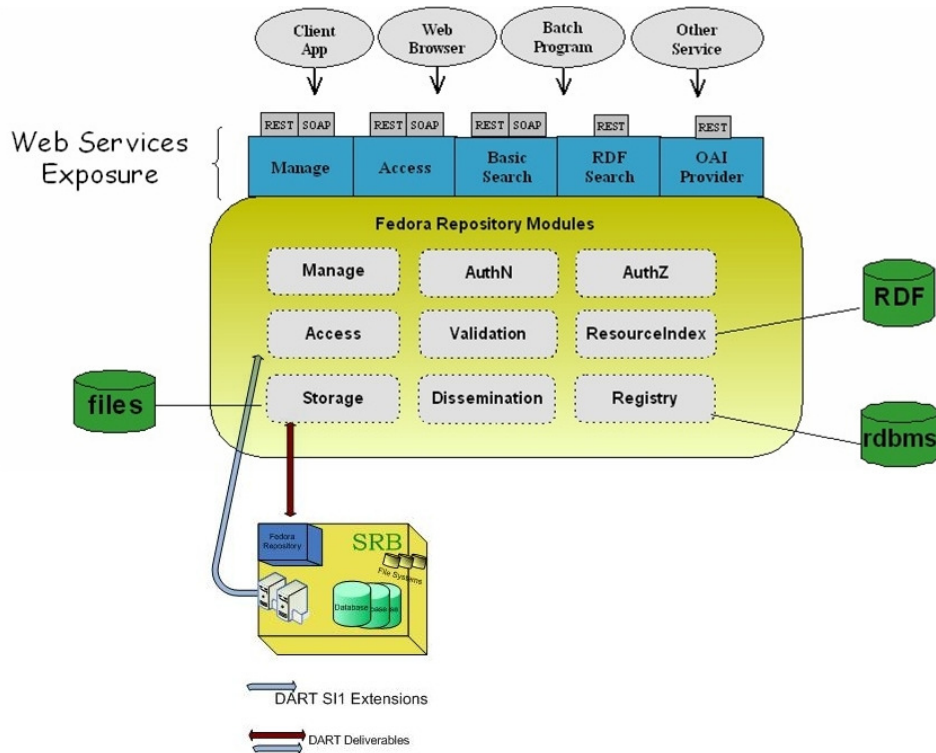 Client
App
Web
Browser
Batch
Program
Other
Service
REST SOAP REST SOAP REST SOAP REST REST
Web Services
Exposure
Manage
Access
Basic
Search
RDF
Search
OAI
Provider
Fedora Repository Modules
Manage AuthN AuthZ
Access Validation ResourceIndex
Storage Dissemination Registry
RDF
files
rdbms
Fedora
Repository
SRB
File Systems
Database
DART SI1 Extensions
DART Deliverables